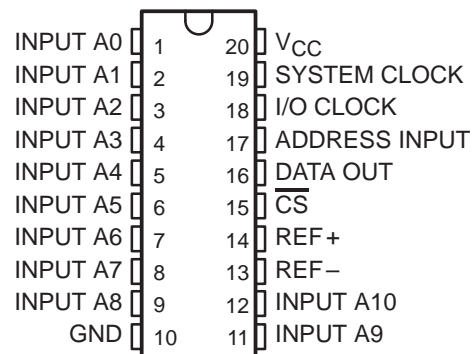 INPUT A0 1 20 VCC
INPUT A1 2 19 SYSTEM CLOCK
INPUT A2 3 18 I/O CLOCK
INPUT A3 4 17 ADDRESS INPUT
INPUT A4 5 16 DATA OUT
INPUT A5 6 15 C̅S̅
INPUT A6 7 14 REF+
INPUT A7 8 13 REF–
INPUT A8 9 12 INPUT A10
GND 10 11 INPUT A9